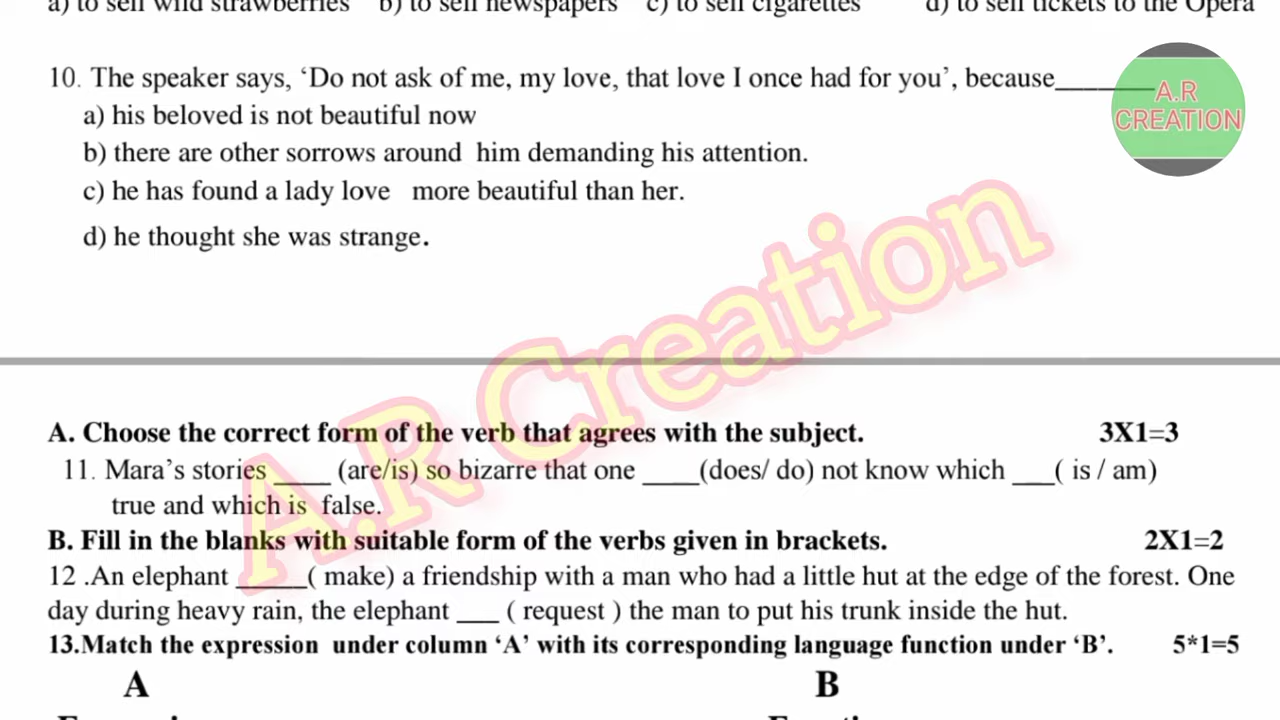 a) to sell wild strawberries b) to sell newspapers c) to sell cigarettes d) to sell tickets to the Opera
10. The speaker says, ‘Do not ask of me, my love, that love I once had for you’, because_______
A.R
CREATION
a) his beloved is not beautiful now
b) there are other sorrows around him demanding his attention.
c) he has found a lady love more beautiful than her.
d) he thought she was strange.
A.R Creation
A. Choose the correct form of the verb that agrees with the subject. 3X1=3
11. Mara’s stories ____ (are/is) so bizarre that one ____(does/ do) not know which ___( is / am)
true and which is false.
B. Fill in the blanks with suitable form of the verbs given in brackets. 2X1=2
12 .An elephant _____( make) a friendship with a man who had a little hut at the edge of the forest. One
day during heavy rain, the elephant ___ ( request ) the man to put his trunk inside the hut.
13.Match the expression under column ‘A’ with its corresponding language function under ‘B’. 5*1=5
A B